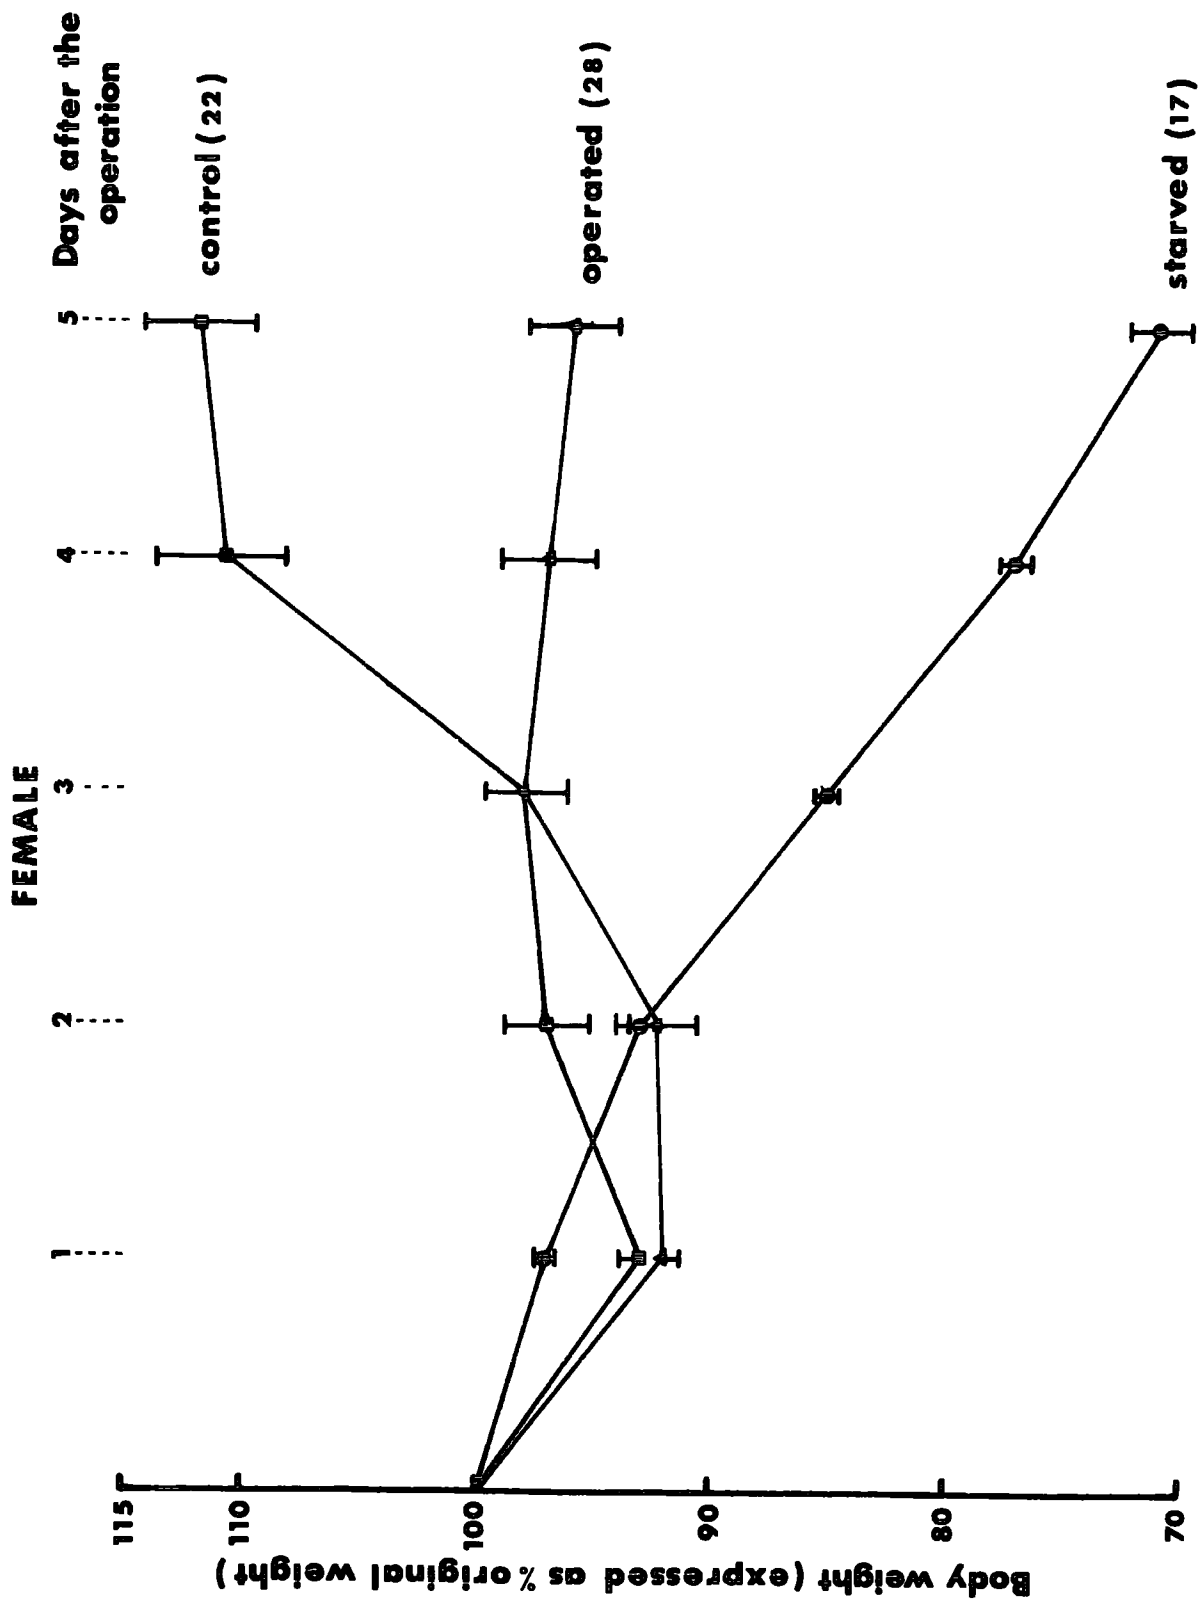 FEMALE
1
2
3
4
5
Days after the
operation
control (22)
operated (28)
starved (17)
115
110
100
90
80
70
Body weight (expressed as % original weight)